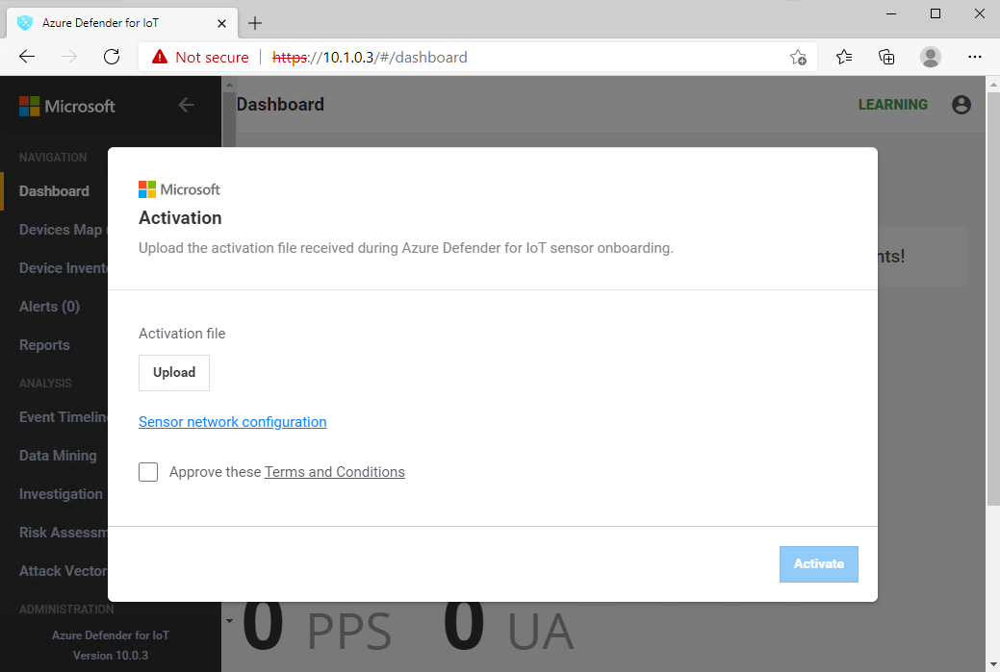 Azure Defender for IoT
Not secure https://10.1.0.3/#/dashboard
Microsoft
NAVIGATION
Dashboard
Devices Map (
Device Invent
Alerts (0)
Reports
ANALYSIS
Event Timelin
Data Mining
Investigation
Risk Assessm
Attack Vector
ADMINISTRATION
Azure Defender for IoT
Version 10.0.3
Dashboard
LEARNING
nts!
Microsoft
Activation
Upload the activation file received during Azure Defender for IoT sensor onboarding.
Activation file
Upload
Sensor network configuration
Approve these Terms and Conditions
Activate
0 PPS 0 UA